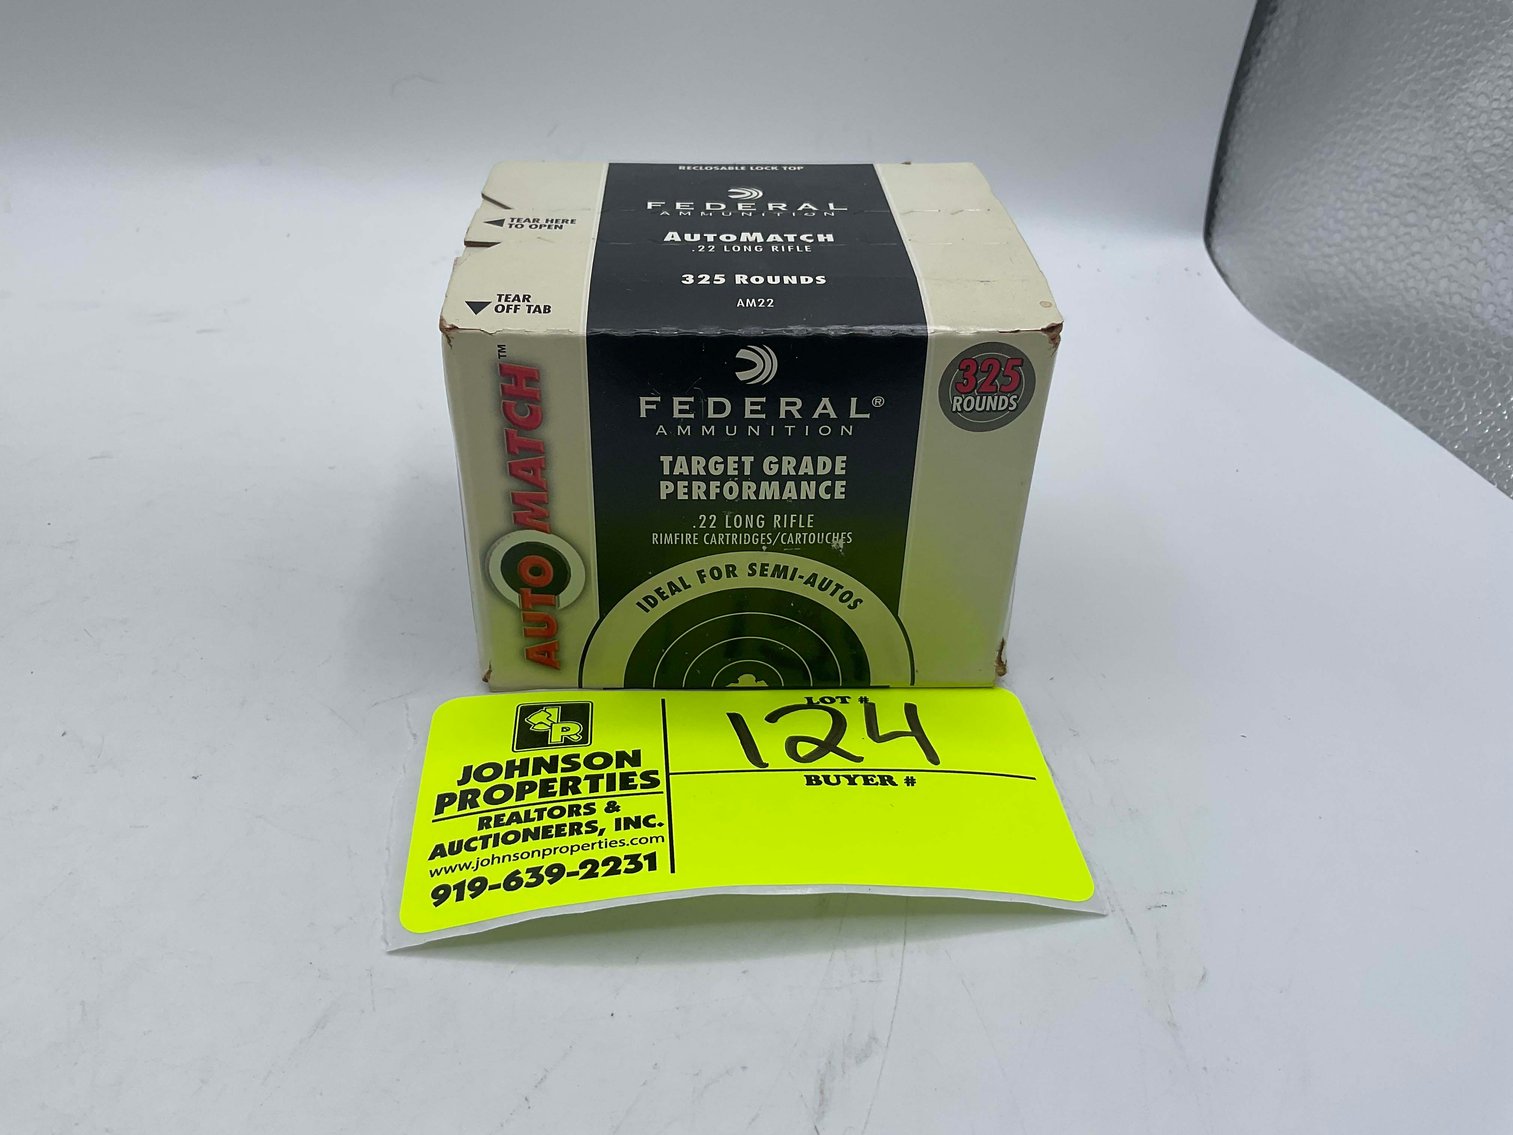 RECLOSABLE LOCK TOP
FEDERAL
AMMUNITION
AUTOMATCH
.22 LONG RIFLE
325 ROUNDS
AM22
TEAR HERE
TO OPEN
TEAR
OFF TAB
AUTOMATCH™
FEDERAL®
AMMUNITION
TARGET GRADE
PERFORMANCE
.22 LONG RIFLE
RIMFIRE CARTRIDGES/CARTOUCHES
IDEAL FOR SEMI-AUTOS
325
ROUNDS
JP
JOHNSON
PROPERTIES
REALTORS &
AUCTIONEERS, INC.
www.johnsonproperties.com
919-639-2231
LOT #
124
BUYER #